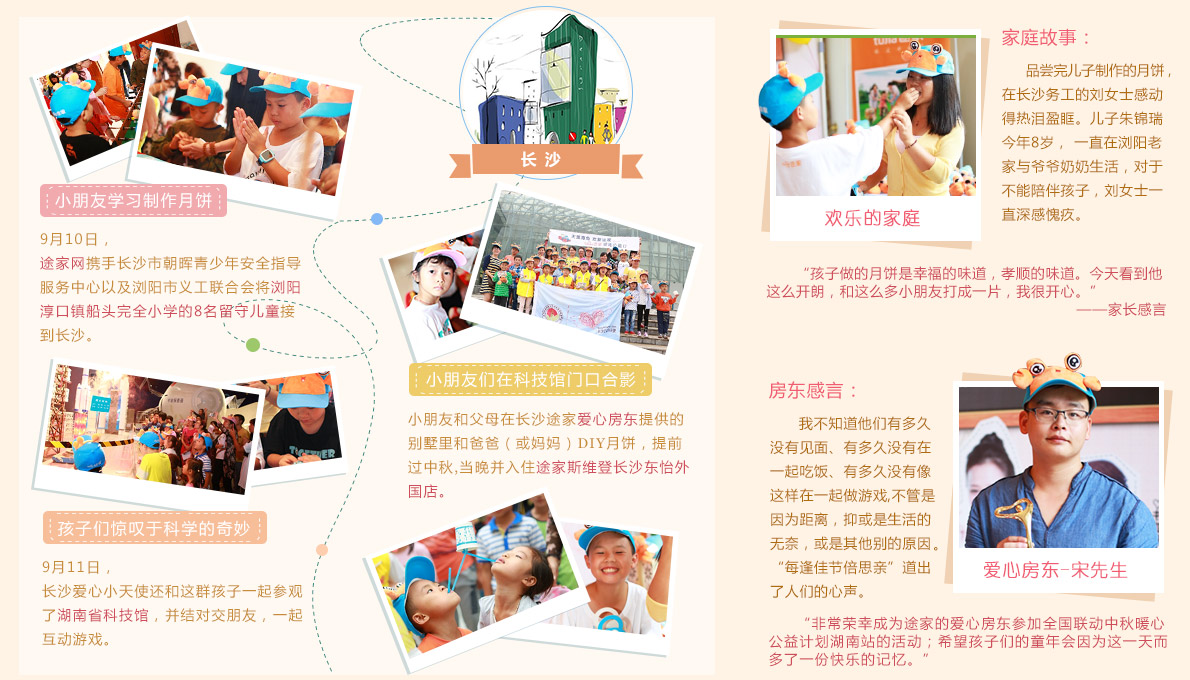 长沙
小朋友学习制作月饼
9月10日，
途家网携手长沙市朝晖青少年安全指导
服务中心以及浏阳市义工联合会将浏阳
淳口镇船头完全小学的8名留守儿童接
到长沙。
小朋友们在科技馆门口合影
小朋友和父母在长沙途家爱心房东提供的
别墅里和爸爸（或妈妈）DIY月饼，提前
过中秋,当晚并入住途家斯维登长沙东怡外
国店。
TOGETHER
孩子们惊叹于科学的奇妙
9月11日，
长沙爱心小天使还和这群孩子一起参观
了湖南省科技馆，并结对交朋友，一起
互动游戏。
家庭故事：
品尝完儿子制作的月饼，
在长沙务工的刘女士感动
得热泪盈眶。儿子朱锦瑞
今年8岁， 一直在浏阳老
家与爷爷奶奶生活，对于
不能陪伴孩子，刘女士一
直深感愧疚。
欢乐的家庭
“孩子做的月饼是幸福的味道，孝顺的味道。今天看到他
这么开朗，和这么多小朋友打成一片，我很开心。”
——家长感言
房东感言：
我不知道他们有多久
没有见面、有多久没有在
一起吃饭、有多久没有像
这样在一起做游戏,不管是
因为距离，抑或是生活的
无奈，或是其他别的原因。
“每逢佳节倍思亲”道出
了人们的心声。
爱心房东-宋先生
“非常荣幸成为途家的爱心房东参加全国联动中秋暖心
公益计划湖南站的活动；希望孩子们的童年会因为这一天而
多了一份快乐的记忆。”